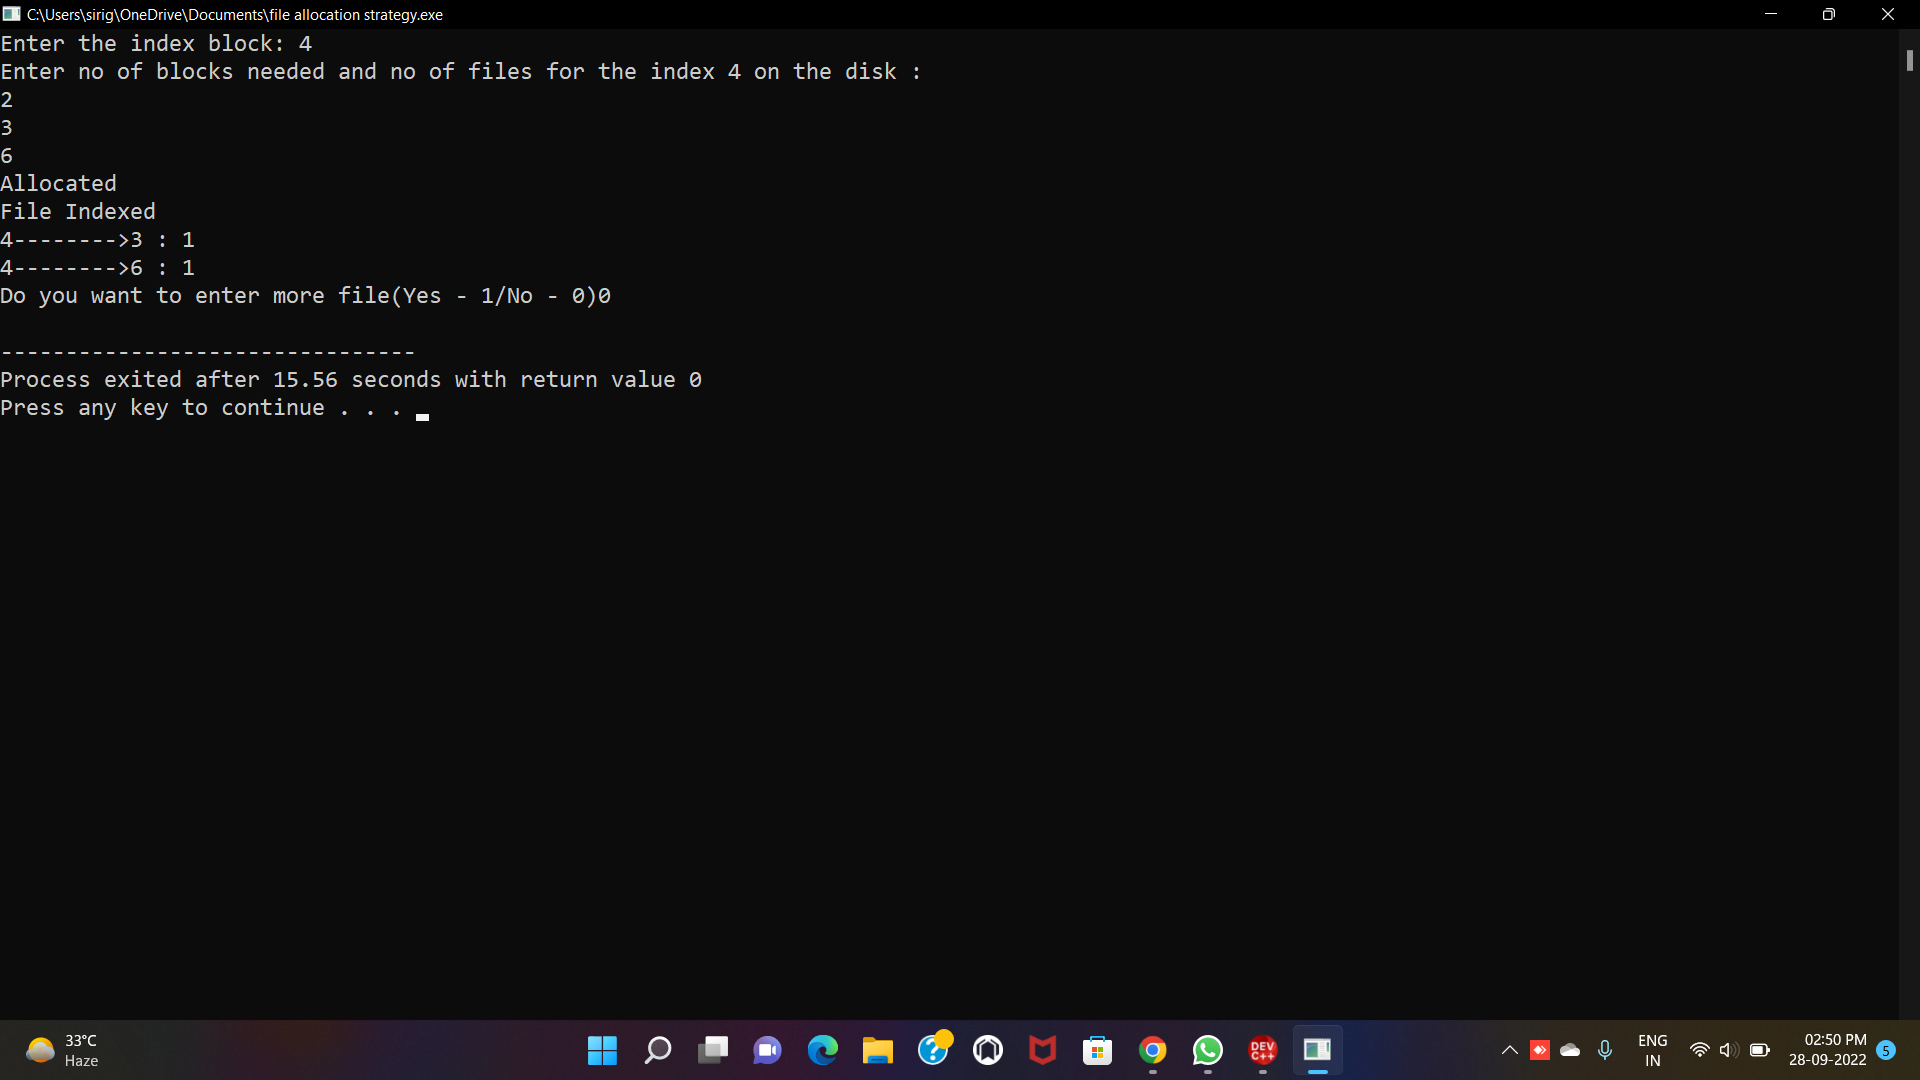 C:\Users\sirig\OneDrive\Documents\file allocation strategy.exe
Enter the index block: 4
Enter no of blocks needed and no of files for the index 4 on the disk :
2
3
6
Allocated
File Indexed
4-------->3 : 1
4-------->6 : 1
Do you want to enter more file(Yes - 1/No - 0)0
--------------------------------
Process exited after 15.56 seconds with return value 0
Press any key to continue . . .
33°C
Haze
DEV
C++
ENG
IN
02:50 PM
28-09-2022
5